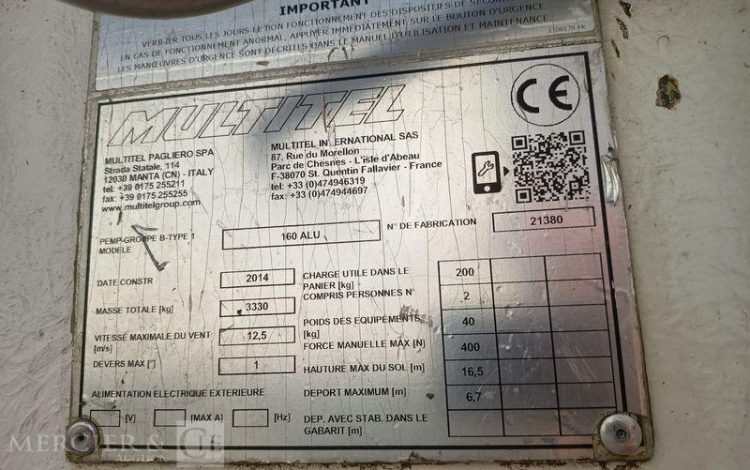 IMPORTANT
VÉRIFIER TOUS LES JOURS LE BON FONCTIONNEMENT DES DISPOSITIFS DE SÉCURITÉ
EN CAS DE FONCTIONNEMENT ANORMAL, APPUYER IMMÉDIATEMENT SUR LE BOUTON D'URGENCE.
LES MANŒUVRES D'URGENCE SONT DÉCRITES DANS LE MANUEL D'UTILISATION ET MAINTENANCE
MULTITEL
CE
MULTITEL PAGLIERO SPA
Strada Statale, 114
12030 MANTA (CN) - ITALY
tel: +39 0175 255211
fax: +39 0175 255255
www.multitelgroup.com
MULTITEL INTERNATIONAL SAS
87, Rue du Morellon
Parc de Chesnes - L'isle d'Abeau
F-38070 St. Quentin Fallavier - France
tel: +33 (0)474946319
fax: +33 (0)474944697
PEMP-GROUPE B-TYPE 1
MODÈLE
160 ALU
N° DE FABRICATION
21380
DATE CONSTR
2014
MASSE TOTALE [kg]
3330
VITESSE MAXIMALE DU VENT
[m/s]
12,5
DEVERS MAX [°]
1
ALIMENTATION ELECTRIQUE EXTERIEURE
[V]
[MAX A]
[Hz]
CHARGE UTILE DANS LE
PANIER [kg]
200
COMPRIS PERSONNES N°
2
POIDS DES EQUIPEMENTS
[kg]
40
FORCE MANUELLE MAX [N]
400
HAUTURE MAX DU SOL [m]
16,5
DEPORT MAXIMUM [m]
6,7
DEP. AVEC STAB. DANS LE
GABARIT [m]
MERCIER & CIE